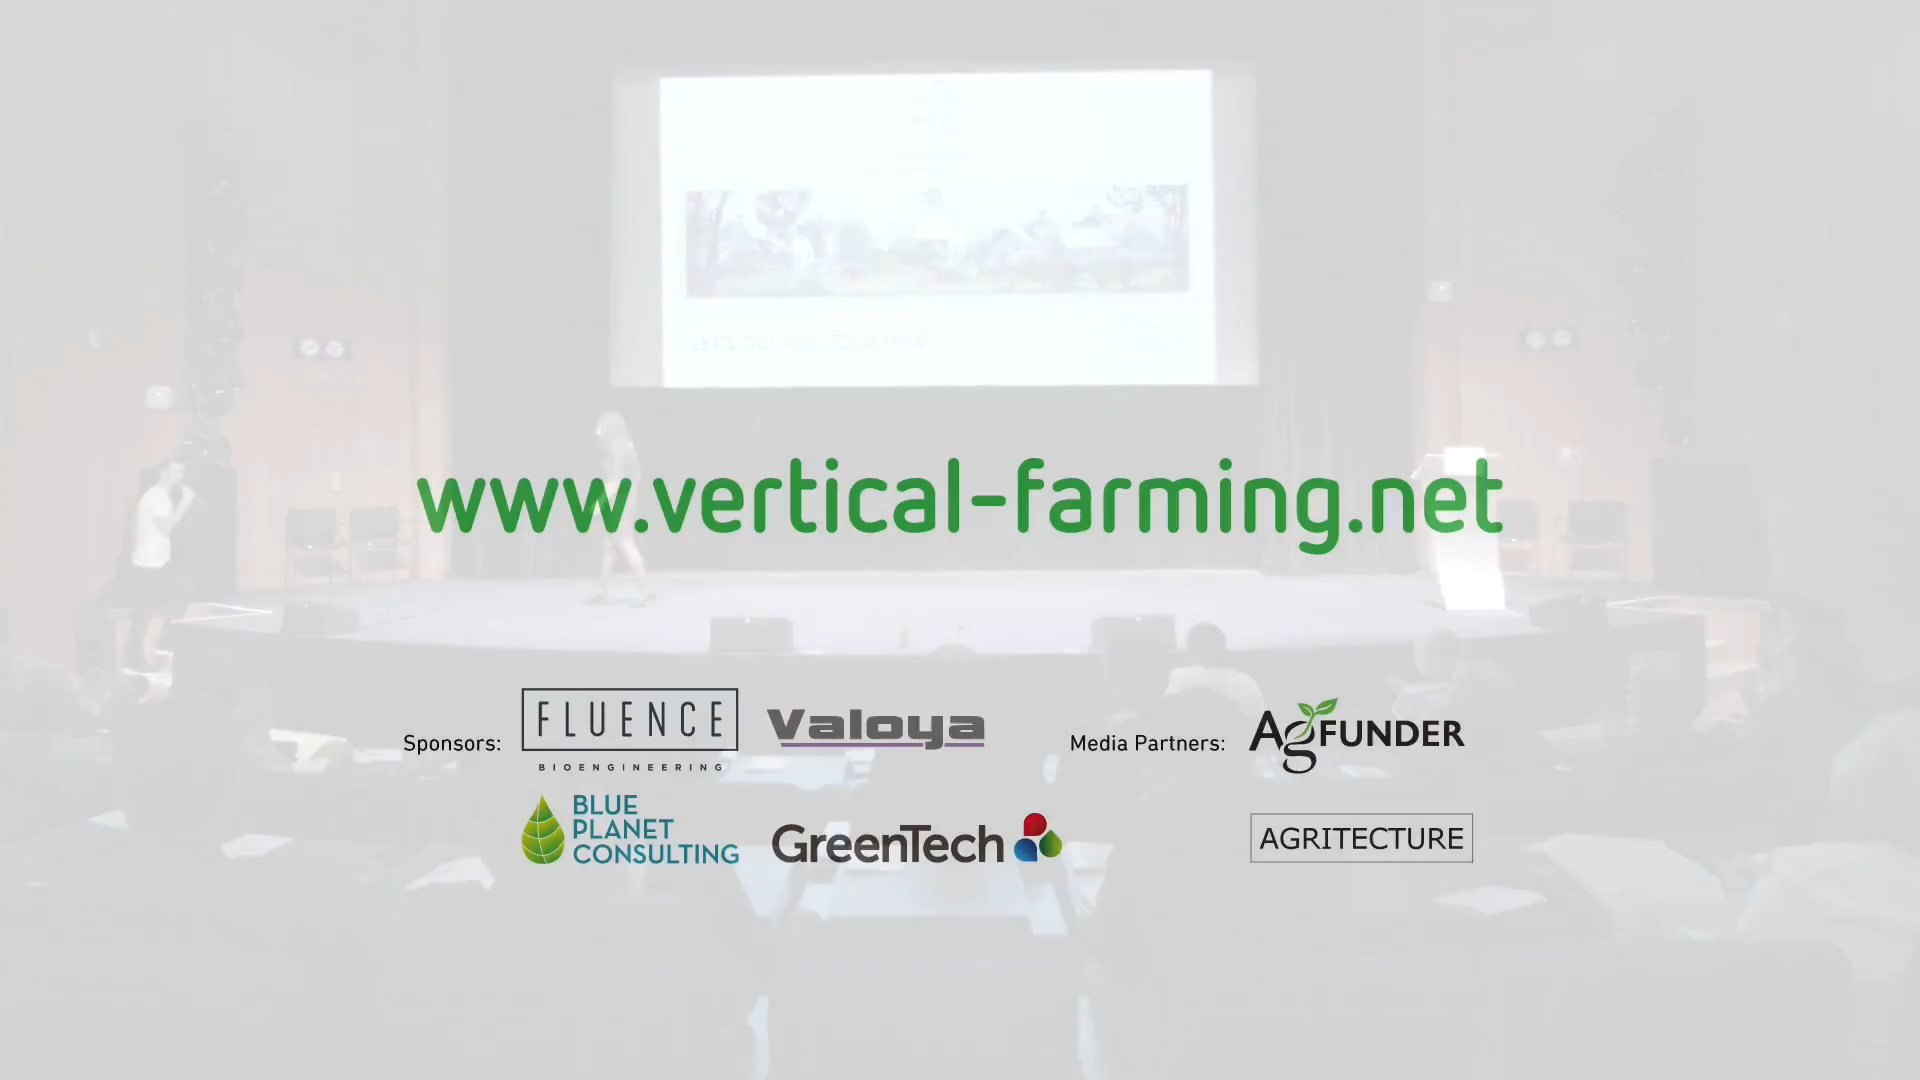 www.vertical-farming.net
Sponsors:
FLUENCE
BIOENGINEERING
Valoya
Media Partners:
AgFUNDER
BLUE
PLANET
CONSULTING
GreenTech
AGRITECTURE